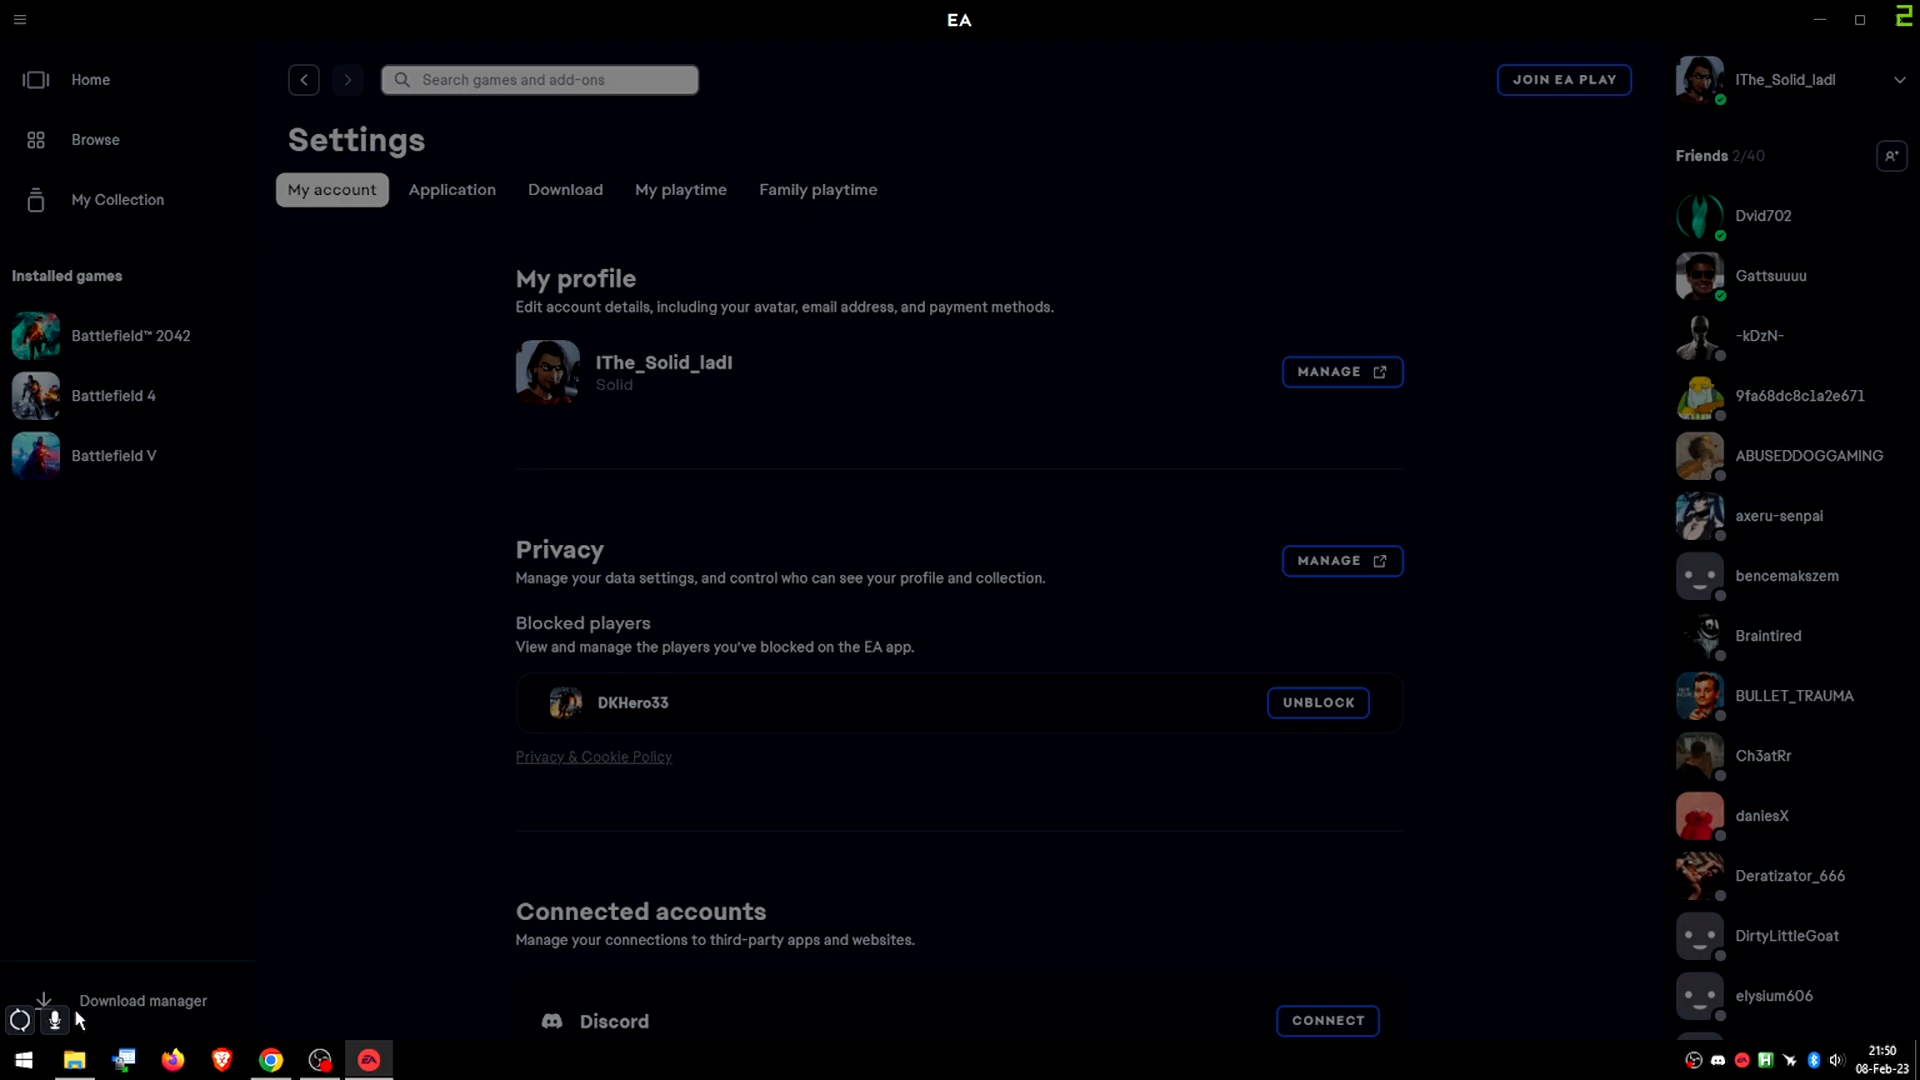 EA
2
Home
Browse
My Collection
Installed games
Battlefield™ 2042
Battlefield 4
Battlefield V
Download manager
Search games and add-ons
JOIN EA PLAY
Settings
My account
Application
Download
My playtime
Family playtime
My profile
Edit account details, including your avatar, email address, and payment methods.
IThe_Solid_ladI
Solid
MANAGE
Privacy
Manage your data settings, and control who can see your profile and collection.
MANAGE
Blocked players
View and manage the players you've blocked on the EA app.
DKHero33
UNBLOCK
Privacy & Cookie Policy
Connected accounts
Manage your connections to third-party apps and websites.
Discord
CONNECT
IThe_Solid_ladI
Friends 2/40
Dvid702
Gattsuuuu
-kDzN-
9fa68dc8c1a2e671
ABUSEDDOGGAMING
axeru-senpai
bencemakszem
Braintired
BULLET_TRAUMA
Ch3atRr
daniesX
Deratizator_666
DirtyLittleGoat
elysium606
EA
21:50
08-Feb-23